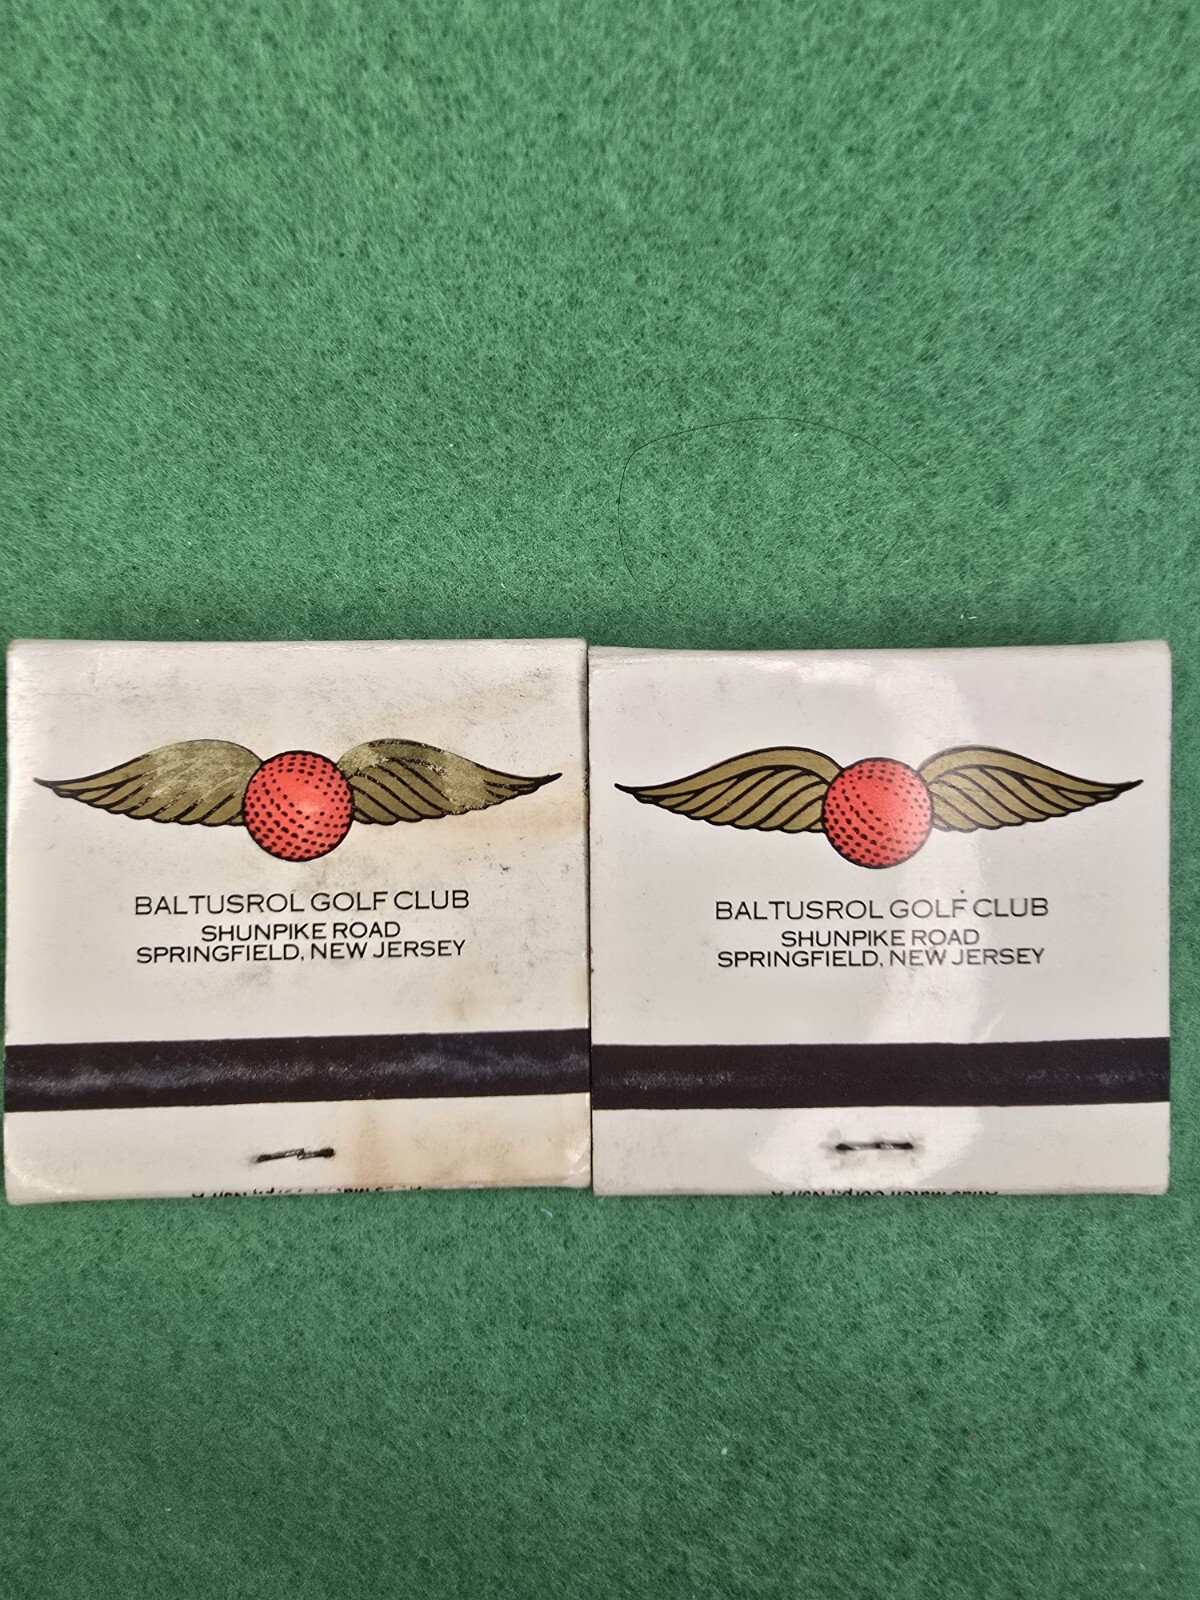 BALTUSROL GOLF CLUB
SHUNPIKE ROAD
SPRINGFIELD, NEW JERSEY
BALTUSROL GOLF CLUB
SHUNPIKE ROAD
SPRINGFIELD, NEW JERSEY